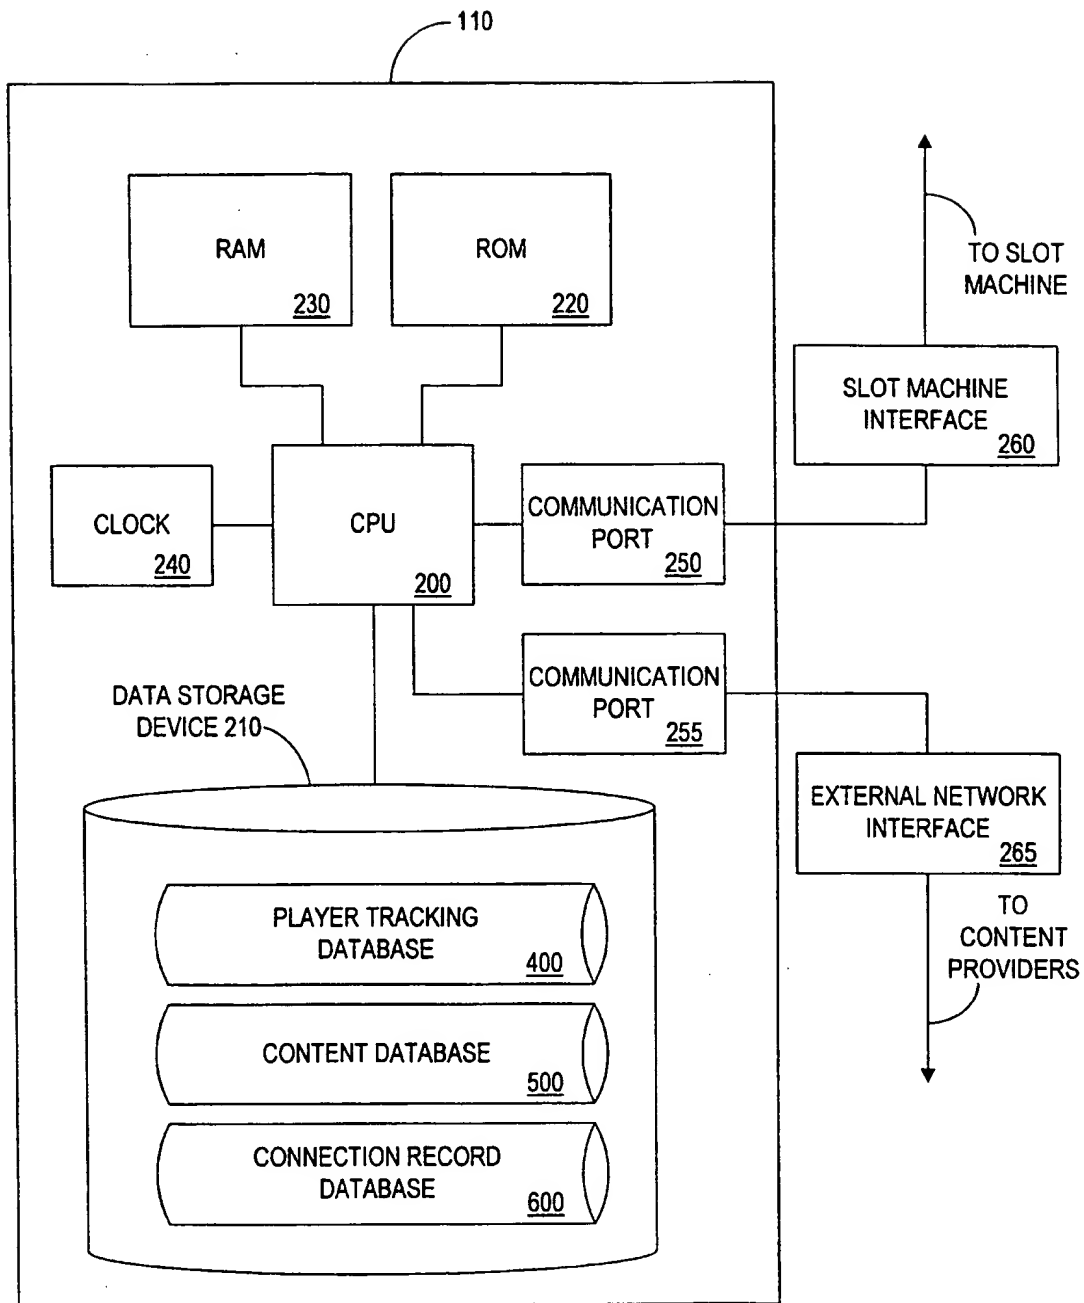 110
RAM
230
ROM
220
TO SLOT
MACHINE
SLOT MACHINE
INTERFACE
260
CLOCK
240
CPU
200
COMMUNICATION
PORT
250
COMMUNICATION
PORT
255
DATA STORAGE
DEVICE 210
EXTERNAL NETWORK
INTERFACE
265
TO
CONTENT
PROVIDERS
PLAYER TRACKING
DATABASE
400
CONTENT DATABASE
500
CONNECTION RECORD
DATABASE
600